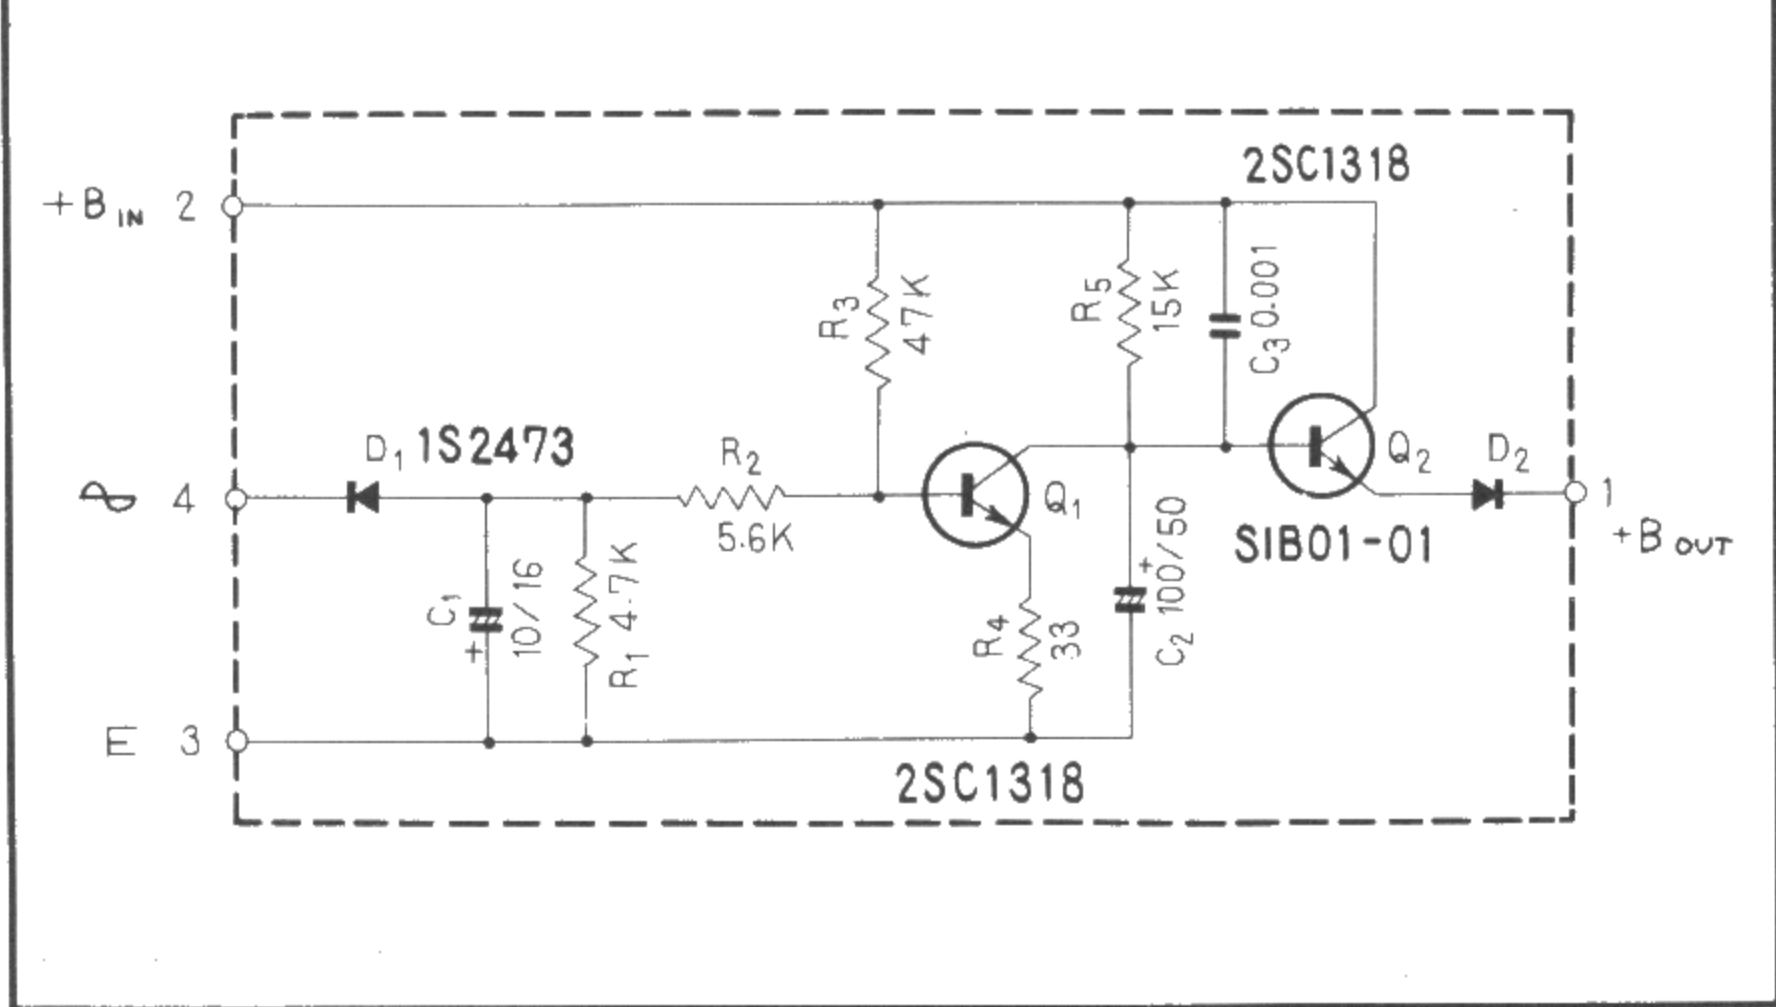 2SC1318
+B IN 2
R3
47K
R5
15K
C3 0.001
D1 1S2473
R2
5.6K
4
Q1
Q2
D2
1
+B OUT
S1B01-01
C1
10/16
+
R1 4.7K
R4
33
C2 100/50
+
E 3
2SC1318